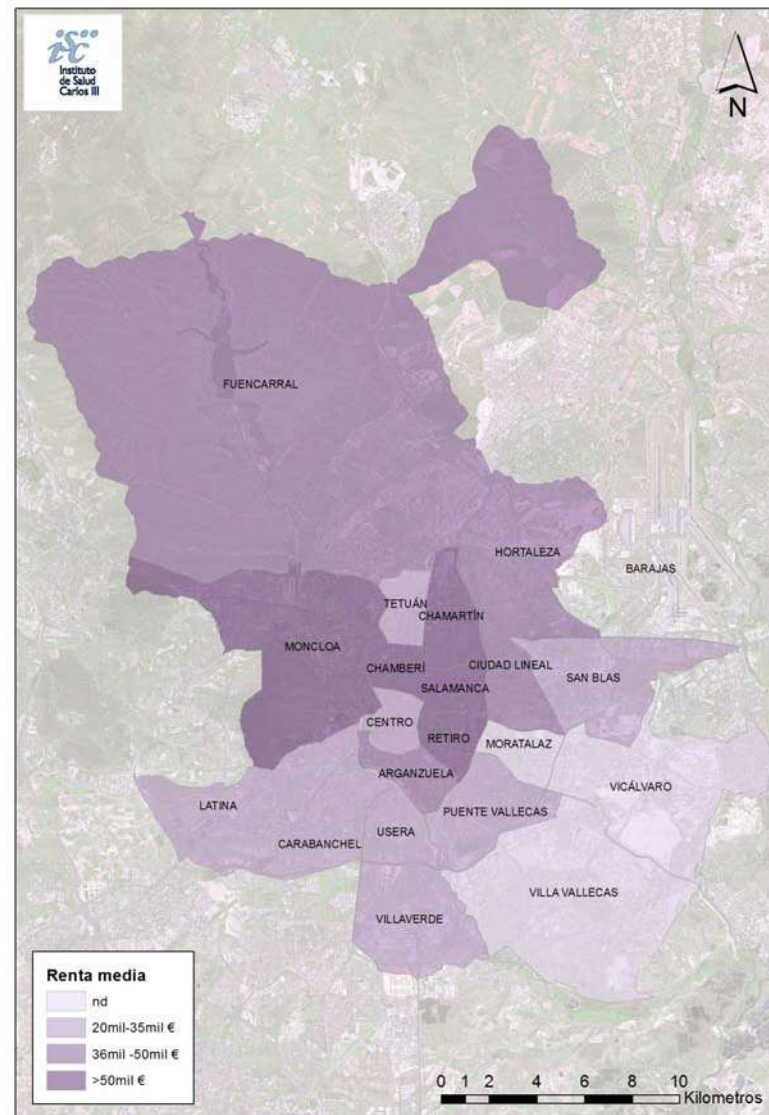 isciii
Instituto
de Salud
Carlos III
N
FUENCARRAL
HORTALEZA
BARAJAS
TETUÁN
CHAMARTÍN
MONCLOA
CHAMBERÍ
CIUDAD LINEAL
SAN BLAS
SALAMANCA
CENTRO
RETIRO
MORATALAZ
ARGANZUELA
VICÁLVARO
LATINA
PUENTE VALLECAS
USERA
CARABANCHEL
VILLA VALLECAS
VILLAVERDE
Renta media
nd
20mil-35mil €
36mil -50mil €
>50mil €
0 1 2 4 6 8 10
Kilometros